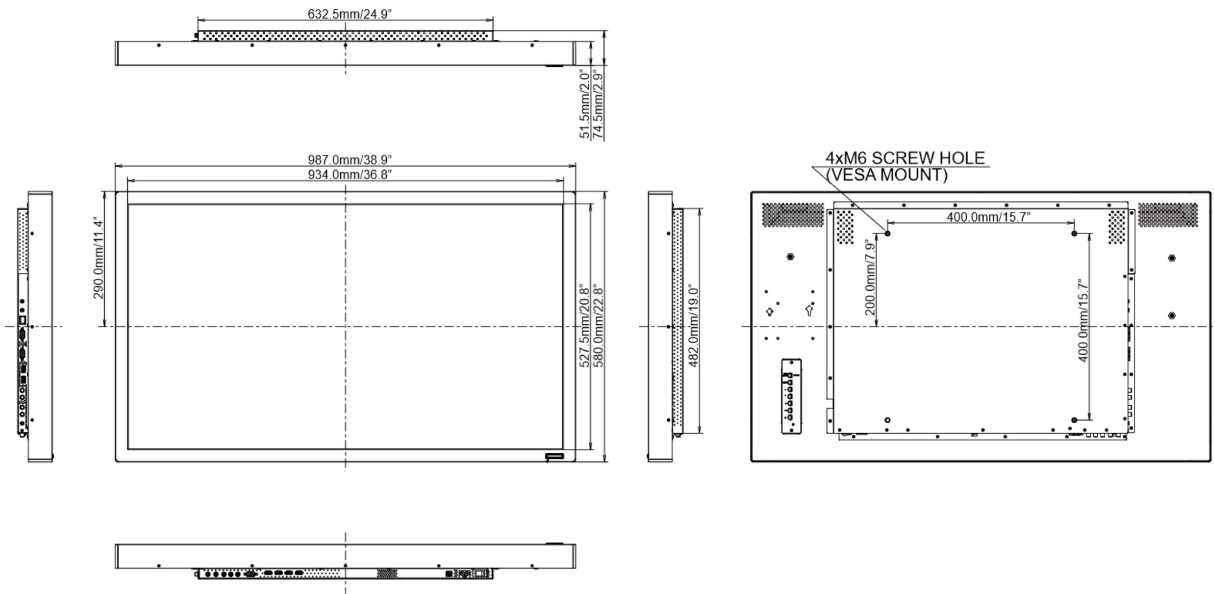 632.5mm/24.9"
51.5mm/2.0"
74.5mm/2.9"
987.0mm/38.9"
934.0mm/36.8"
290.0mm/11.4"
527.5mm/20.8"
580.0mm/22.8"
482.0mm/19.0"
4xM6 SCREW HOLE
(VESA MOUNT)
400.0mm/15.7"
200.0mm/7.9"
400.0mm/15.7"